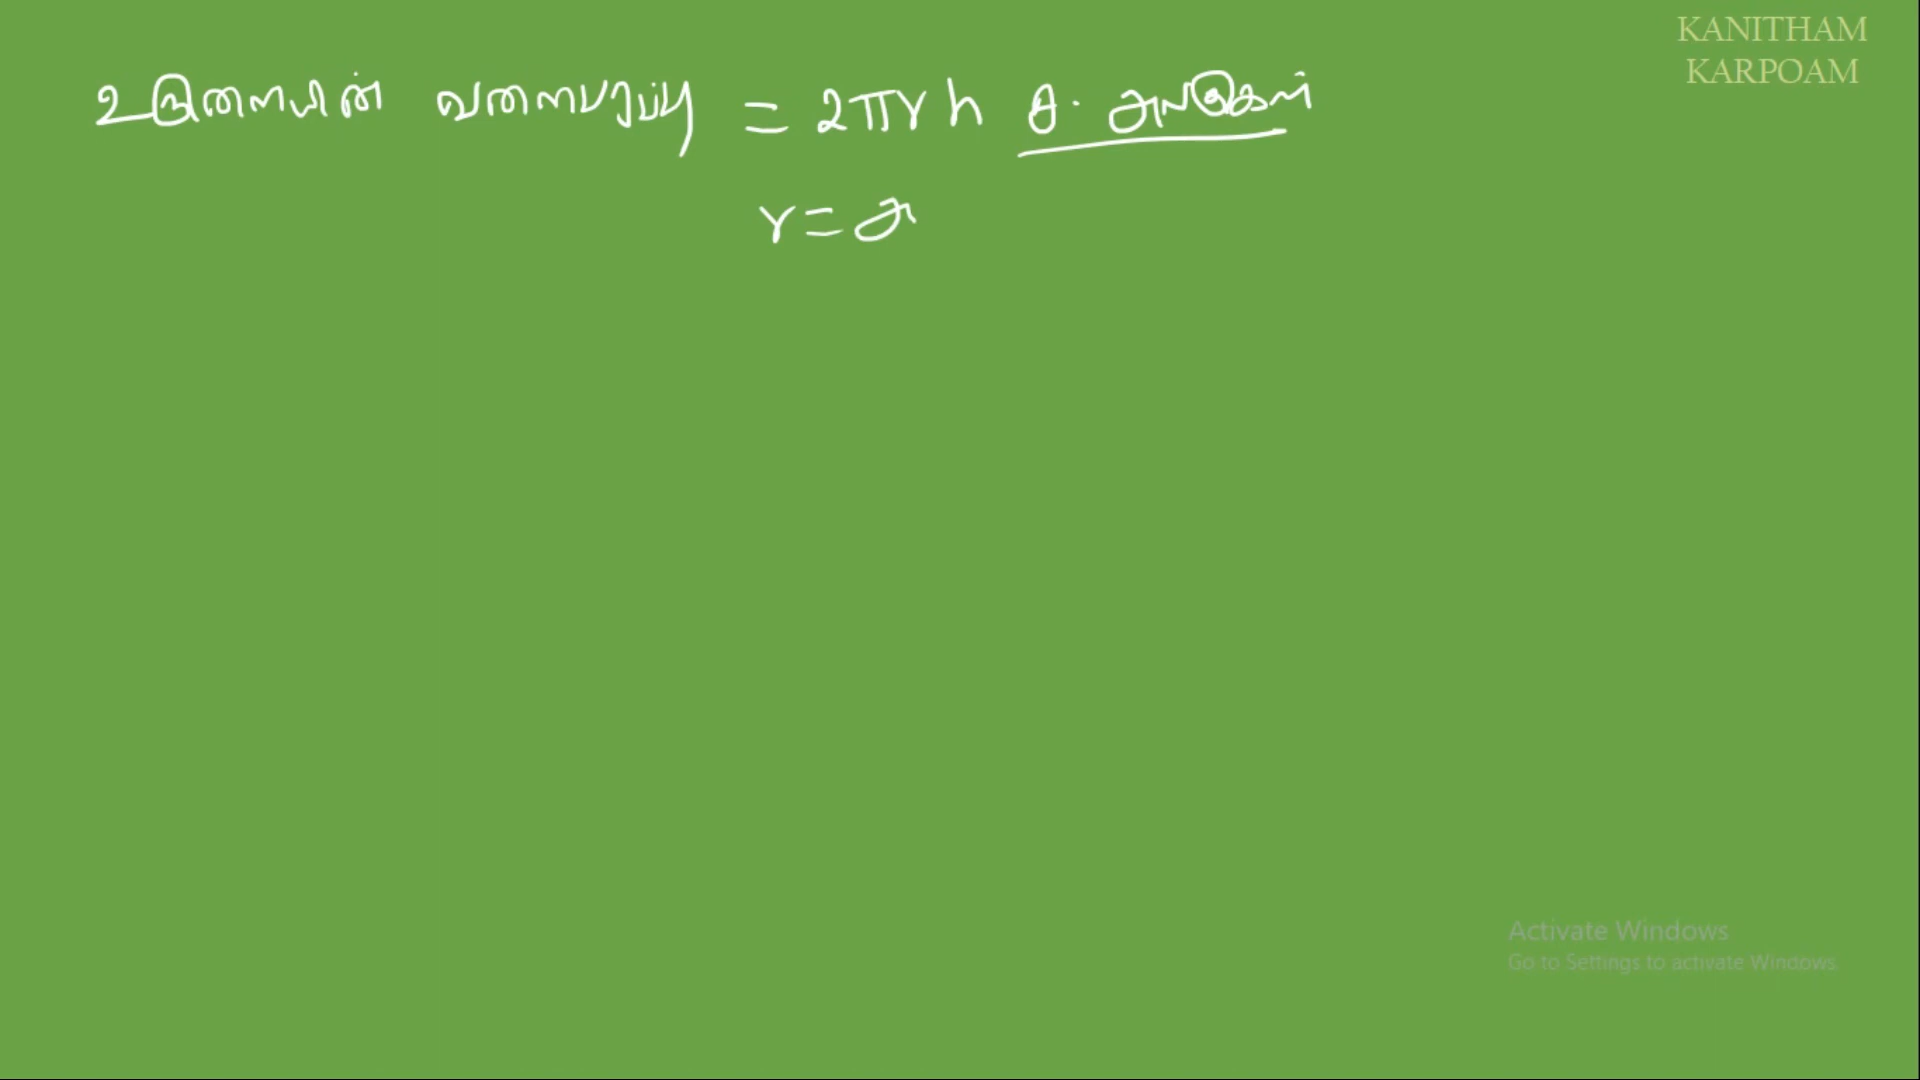 KANITHAM
KARPOAM
உருளையின் வளைபரப்பு = 2πrh ச. அலகுகள்
r = அ
Activate Windows
Go to Settings to activate Windows.